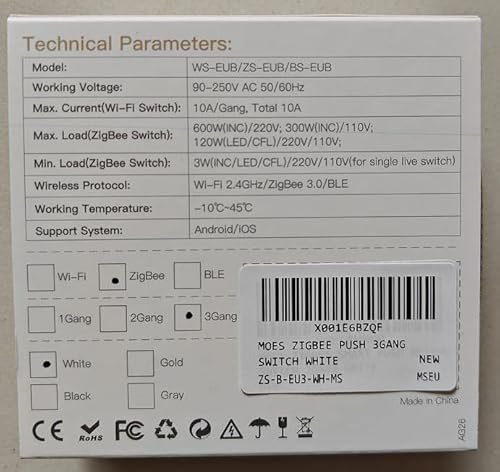 Technical Parameters:
Model: WS-EUB/ZS-EUB/BS-EUB
Working Voltage: 90-250V AC 50/60Hz
Max. Current(Wi-Fi Switch): 10A/Gang, Total 10A
Max. Load(ZigBee Switch): 600W(INC)/220V; 300W(INC)/110V;
120W(LED/CFL)/220V/110V;
Min. Load(ZigBee Switch): 3W(INC/LED/CFL)/220V/110V(for single live switch)
Wireless Protocol: Wi-Fi 2.4GHz/ZigBee 3.0/BLE
Working Temperature: -10℃~45℃
Support System: Android/iOS
Wi-Fi ZigBee BLE
1Gang 2Gang 3Gang
White Gold
Black Gray
X001E6BZQF
MOES ZIGBEE PUSH 3GANG
SWITCH WHITE NEW
ZS-B-EU3-WH-MS MSEU
Made in China
CE RoHS FC
AG26